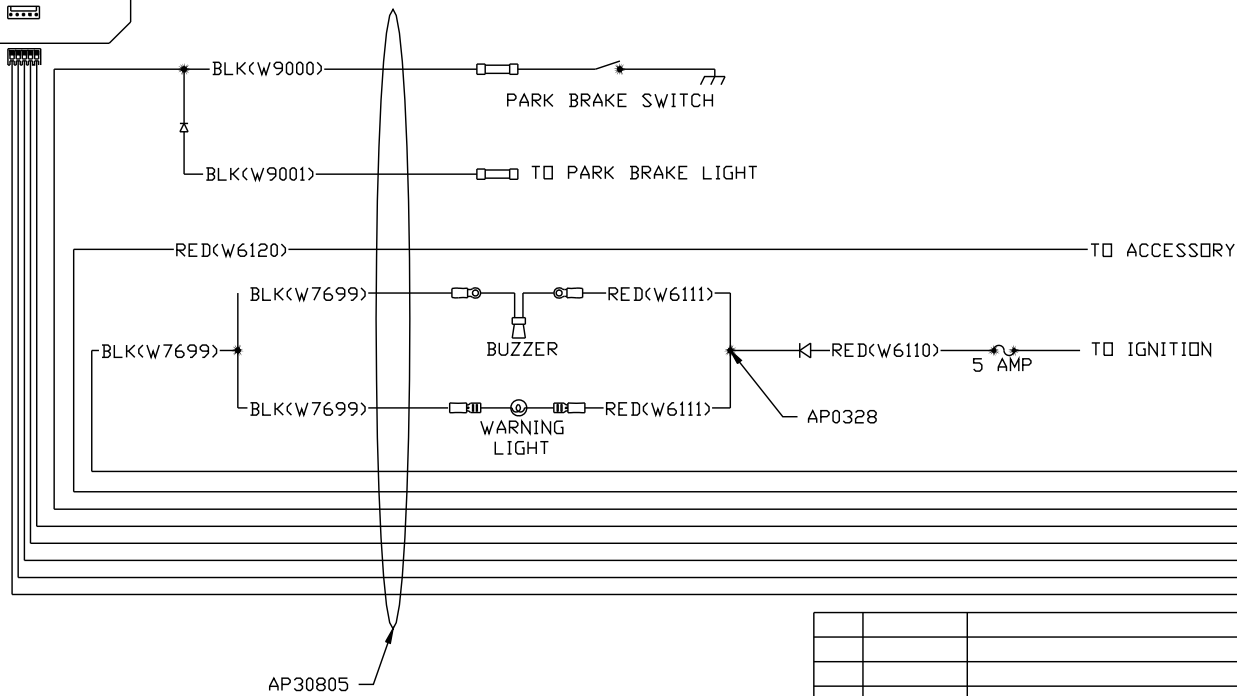 BLK(W9000)
PARK BRAKE SWITCH
BLK(W9001)
TO PARK BRAKE LIGHT
RED(W6120)
TO ACCESSORY
BLK(W7699)
RED(W6111)
BUZZER
BLK(W7699)
RED(W6110)
5 AMP
TO IGNITION
BLK(W7699)
WARNING
LIGHT
RED(W6111)
AP0328
AP30805